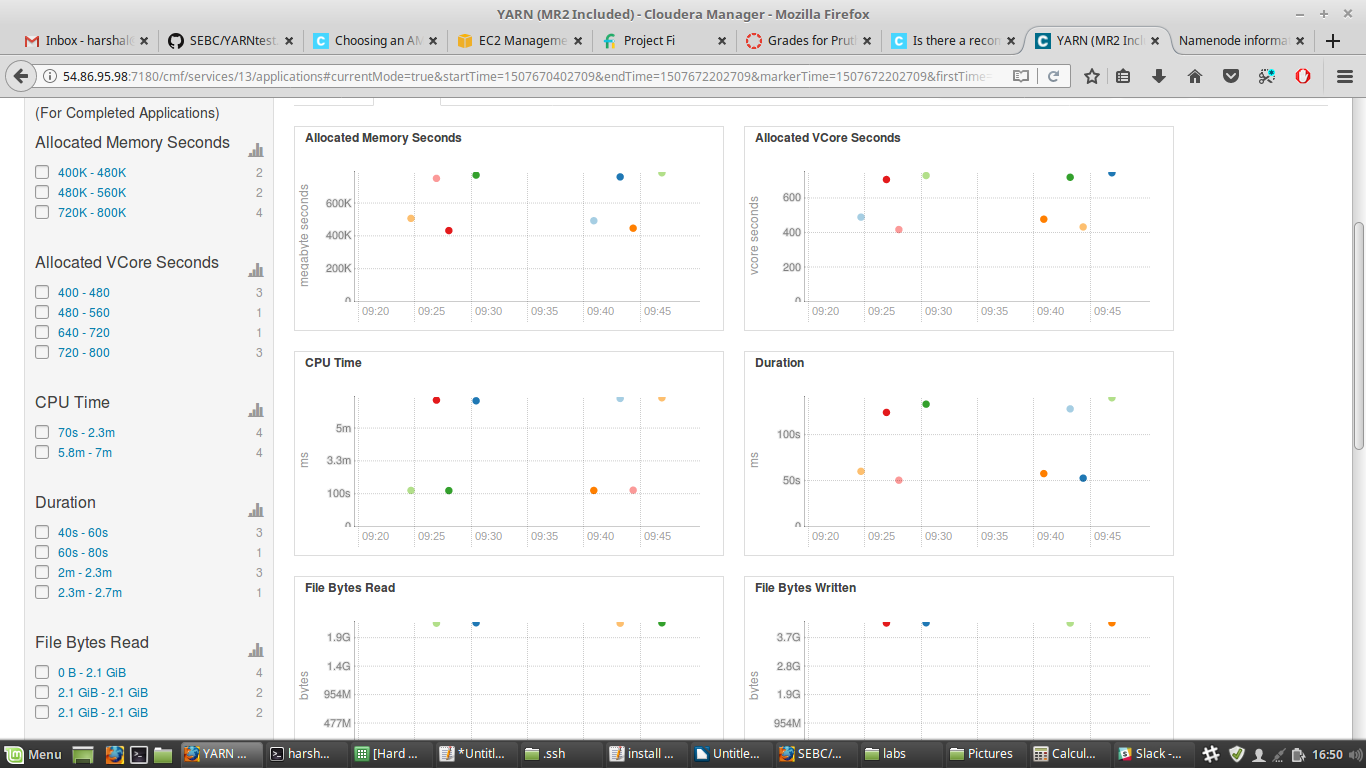 YARN (MR2 Included) - Cloudera Manager - Mozilla Firefox
Inbox - harshal
SEBC/YARNtest.
Choosing an AM
EC2 Manageme
Project Fi
Grades for Prut
Is there a recon
YARN (MR2 Incl
Namenode informat
54.86.95.98:7180/cmf/services/13/applications#currentMode=true&startTime=1507670402709&endTime=1507672202709&markerTime=1507672202709&firstTime=
(For Completed Applications)
Allocated Memory Seconds
400K - 480K 2
480K - 560K 2
720K - 800K 4
Allocated VCore Seconds
400 - 480 3
480 - 560 1
640 - 720 1
720 - 800 3
CPU Time
70s - 2.3m 4
5.8m - 7m 4
Duration
40s - 60s 3
60s - 80s 1
2m - 2.3m 3
2.3m - 2.7m 1
File Bytes Read
0 B - 2.1 GiB 4
2.1 GiB - 2.1 GiB 2
2.1 GiB - 2.1 GiB 2
Allocated Memory Seconds
megabyte seconds
600K
400K
200K
0
09:20 09:25 09:30 09:35 09:40 09:45
Allocated VCore Seconds
vcore seconds
600
400
200
0
09:20 09:25 09:30 09:35 09:40 09:45
CPU Time
ms
5m
3.3m
100s
0
09:20 09:25 09:30 09:35 09:40 09:45
Duration
ms
100s
50s
0
09:20 09:25 09:30 09:35 09:40 09:45
File Bytes Read
bytes
1.9G
1.4G
954M
477M
File Bytes Written
bytes
3.7G
2.8G
1.9G
954M
Menu
YARN ...
harsh...
[Hard ...
*Untitl...
.ssh
install ...
Untitle...
SEBC/...
labs
Pictures
Calcul...
Slack -...
16:50